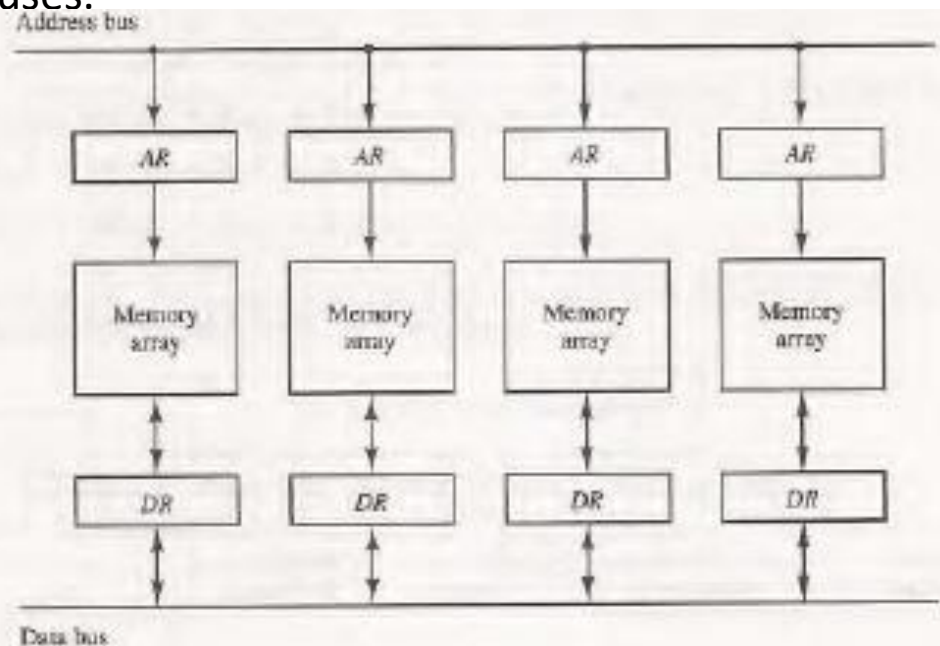 uses.
Address bus
AR AR AR AR
Memory Memory Memory Memory
array array array array
DR DR DR DR
Data bus